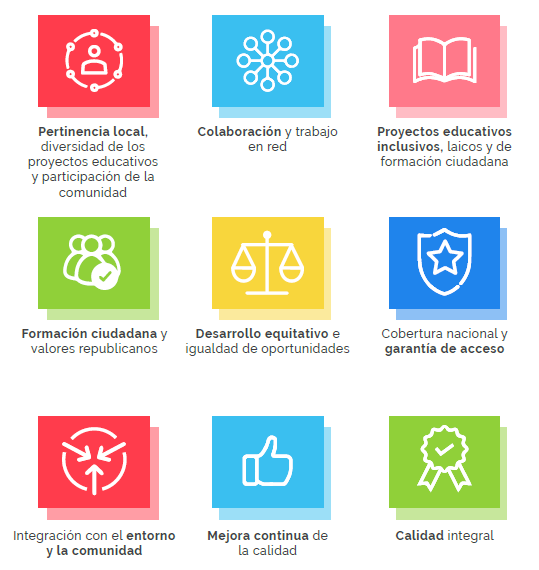 Pertinencia local,
diversidad de los
proyectos educativos
y participación de la
comunidad
Colaboración y trabajo
en red
Proyectos educativos
inclusivos, laicos y de
formación ciudadana
Formación ciudadana y
valores republicanos
Desarrollo equitativo e
igualdad de oportunidades
Cobertura nacional y
garantía de acceso
Integración con el entorno
y la comunidad
Mejora continua de
la calidad
Calidad integral